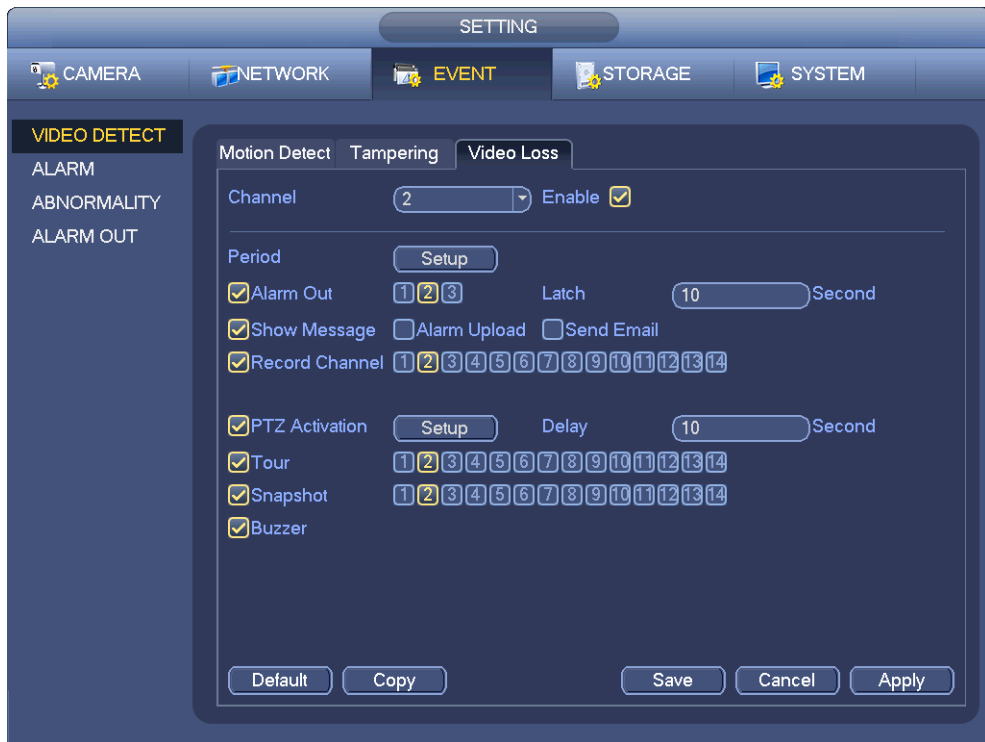 SETTING
CAMERA NETWORK EVENT STORAGE SYSTEM
VIDEO DETECT
ALARM
ABNORMALITY
ALARM OUT
Motion Detect Tampering Video Loss
Channel 2 Enable
Period Setup
Alarm Out 1 2 3 Latch 10 Second
Show Message Alarm Upload Send Email
Record Channel 1 2 3 4 5 6 7 8 9 10 11 12 13 14
PTZ Activation Setup Delay 10 Second
Tour 1 2 3 4 5 6 7 8 9 10 11 12 13 14
Snapshot 1 2 3 4 5 6 7 8 9 10 11 12 13 14
Buzzer
Default Copy Save Cancel Apply